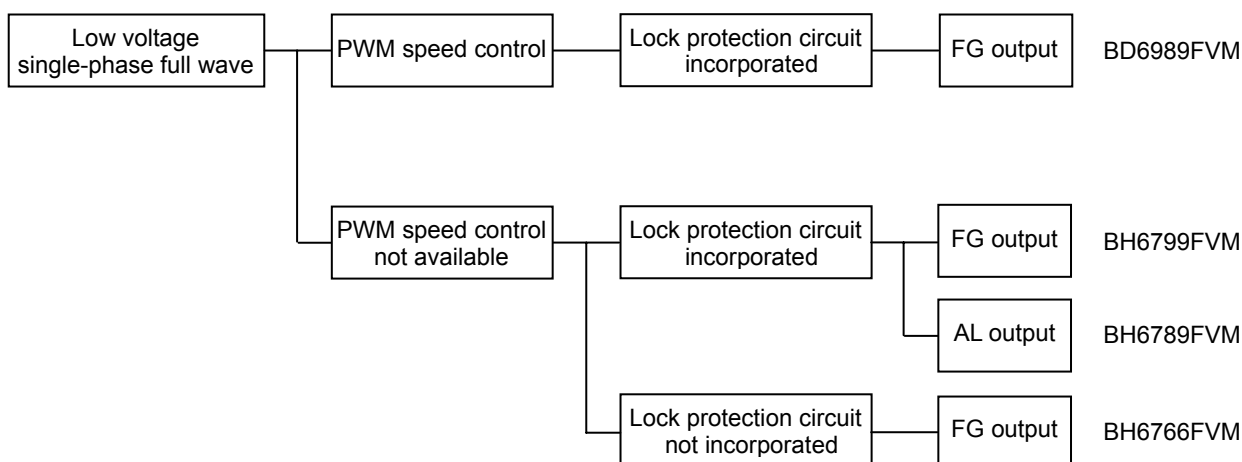 Low voltage
single-phase full wave
PWM speed control
Lock protection circuit
incorporated
FG output
BD6989FVM
PWM speed control
not available
Lock protection circuit
incorporated
FG output
BH6799FVM
AL output
BH6789FVM
Lock protection circuit
not incorporated
FG output
BH6766FVM